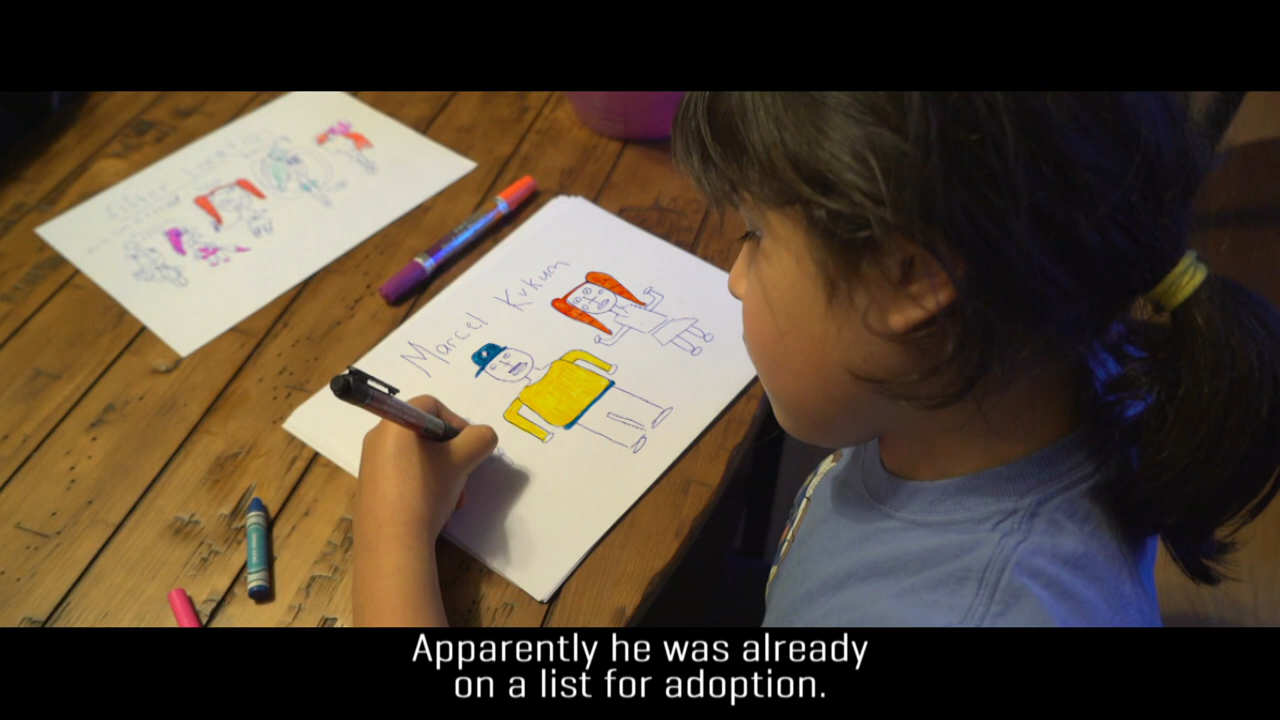 Marcel Kukum
Apparently he was already
on a list for adoption.